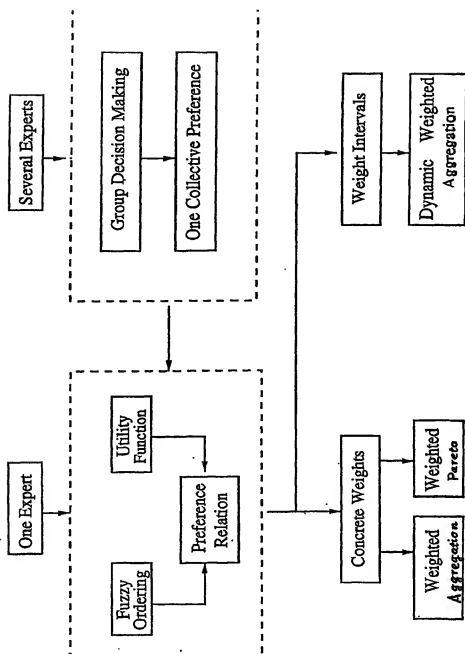 One Expert
Several Experts
Fuzzy
Ordering
Utility
Function
Preference
Relation
Group Decision Making
One Collective Preference
Concrete Weights
Weight Intervals
Weighted
Aggregation
Weighted
Pareto
Dynamic Weighted
Aggregation